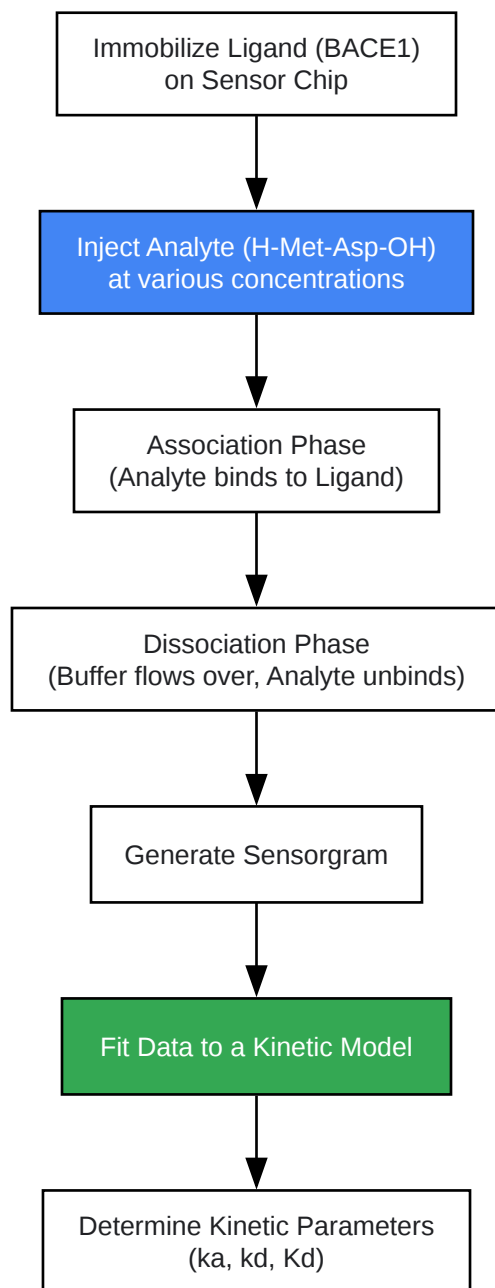 Immobilize Ligand (BACE1)
on Sensor Chip
Inject Analyte (H-Met-Asp-OH)
at various concentrations
Association Phase
(Analyte binds to Ligand)
Dissociation Phase
(Buffer flows over, Analyte unbinds)
Generate Sensorgram
Fit Data to a Kinetic Model
Determine Kinetic Parameters
(ka, kd, Kd)